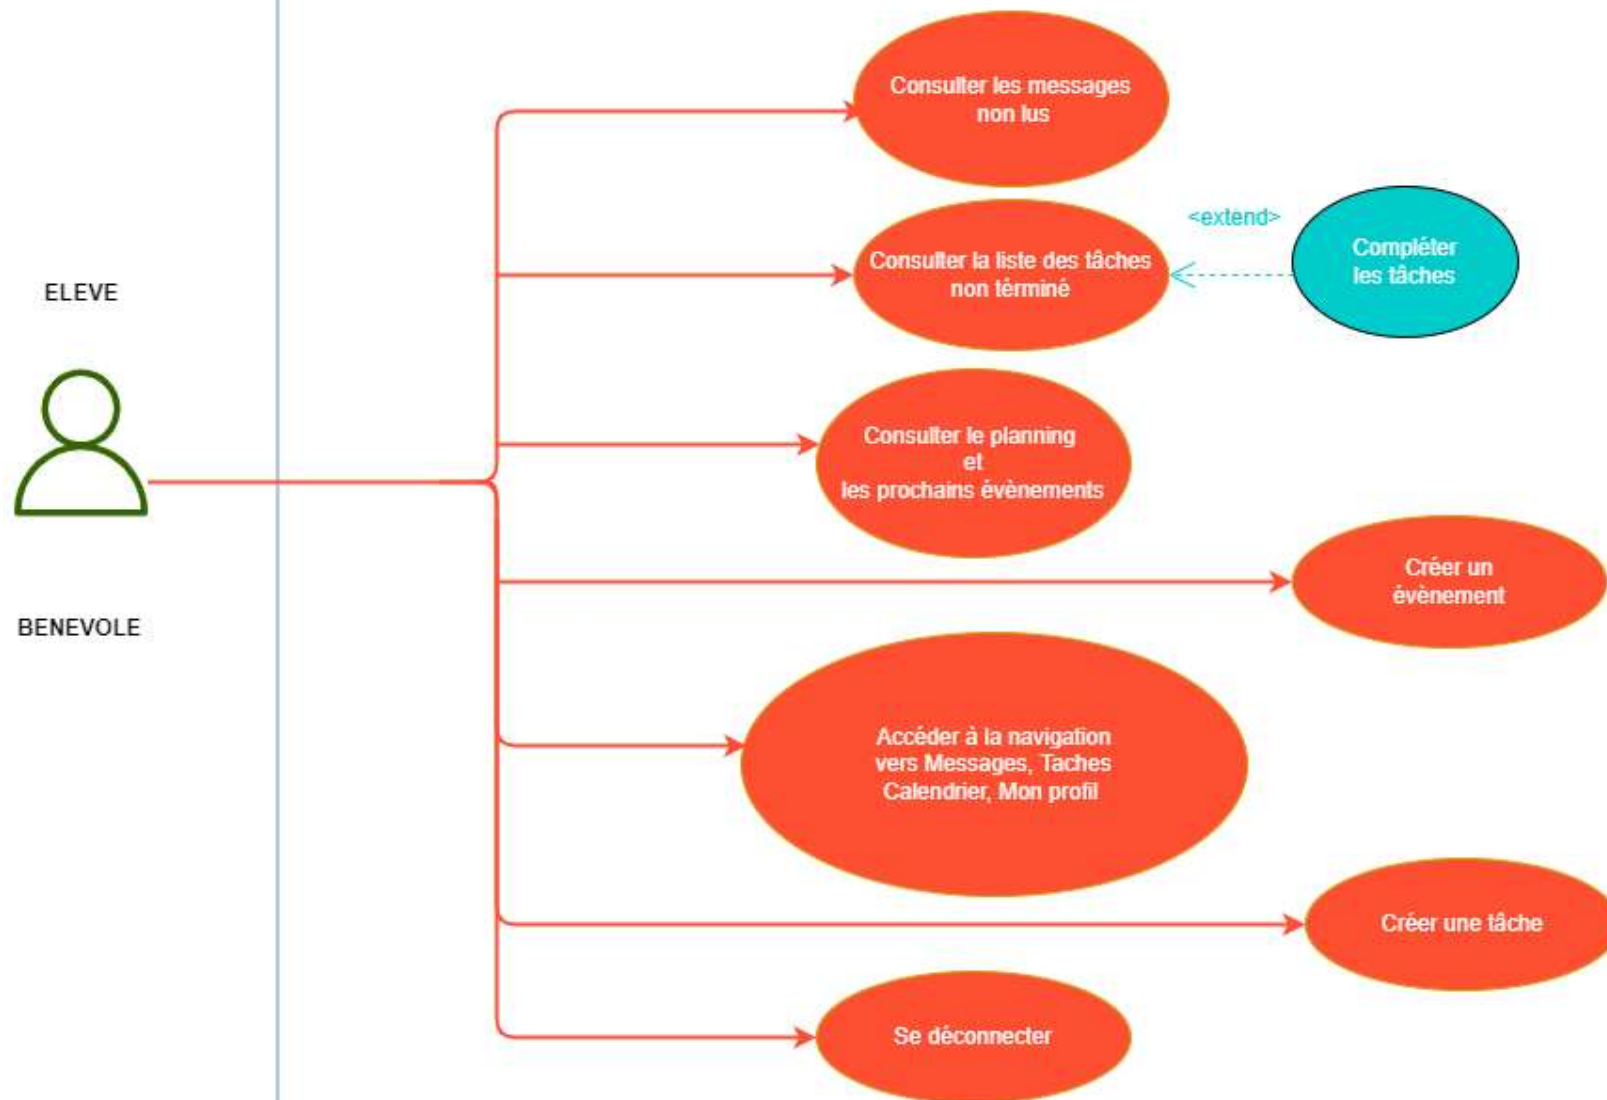 Consulter les messages
non lus
<extend>
Compléter
les tâches
Consulter la liste des tâches
non tèrminé
ELEVE
Consulter le planning
et
les prochains évènements
Créer un
évènement
BENEVOLE
Accéder à la navigation
vers Messages, Taches
Calendrier, Mon profil
Créer une tâche
Se déconnecter